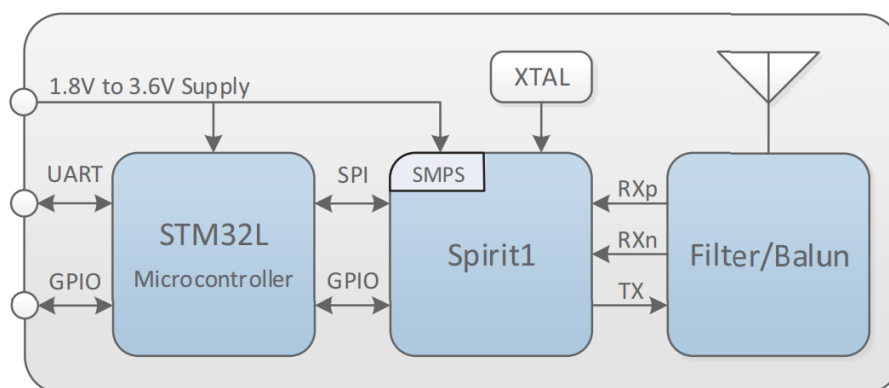 1.8V to 3.6V Supply
XTAL
UART
SPI
SMPS
RXp
STM32L
Microcontroller
Spirit1
RXn
Filter/Balun
GPIO
GPIO
TX